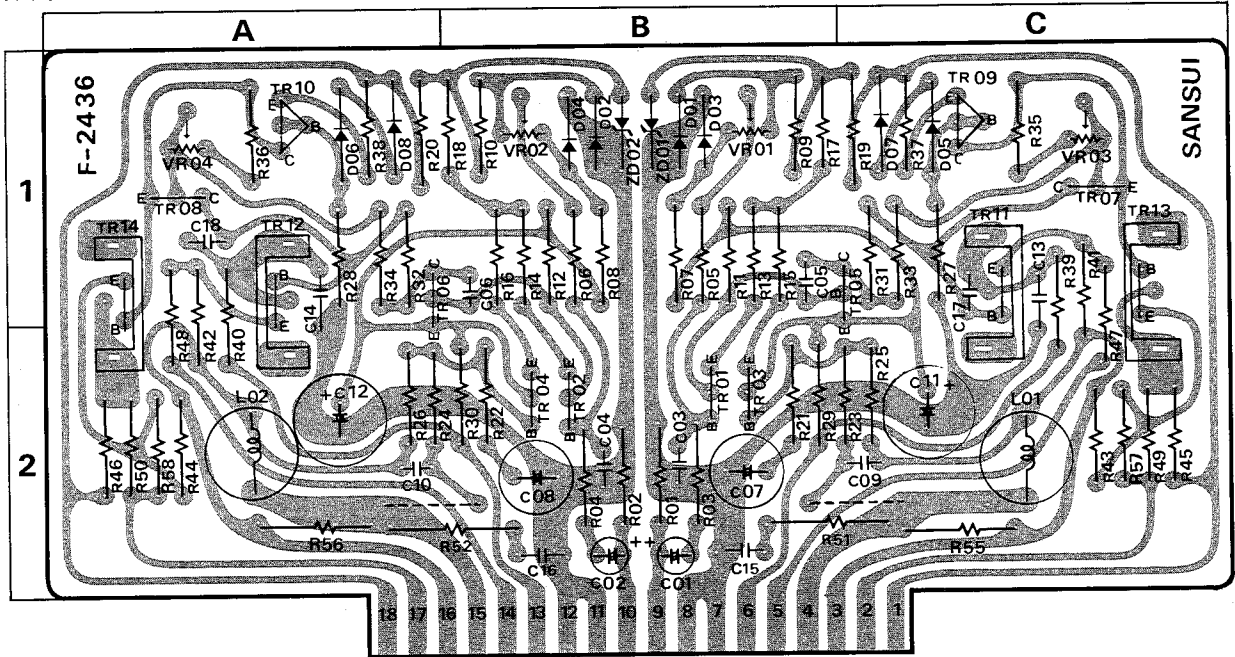 A B C
1
2
F-2436
SANSUI
TR10
E
B
C
VR04
R36
D06
R38
D08
R20
R18
R10
VR02
D04
D02
ZD02
ZD01
D01
D03
VR01
R09
R17
R19
D07
R37
D05
TR09
E
B
C
R35
VR03
E C
TR08
C E
TR07
TR14
B
E
C18
TR12
B
E
C14
R28
R34
R32
C
TR06
B
E
C06
R16
R14
R12
R06
R08
R07
R05
R11
R13
R15
C05
C
TR05
B
E
R31
R33
R27
TR11
E
B
C17
C13
R39
R41
TR13
B
E
R48
R42
R40
R47
L02
+C12
R26
R24
R30
R22
E
TR04
B
E
TR02
B
C04
C03
E
TR01
B
E
TR03
B
R21
R29
R23
R25
C11+
L01
R46
R50
R58
R44
C10
C08
R04
R02
R01
R03
C07
C09
R43
R57
R49
R45
R56
R52
C16
C02
++
C01
C15
R51
R55
18 17 16 15 14 13 12 11 10 9 8 7 6 5 4 3 2 1